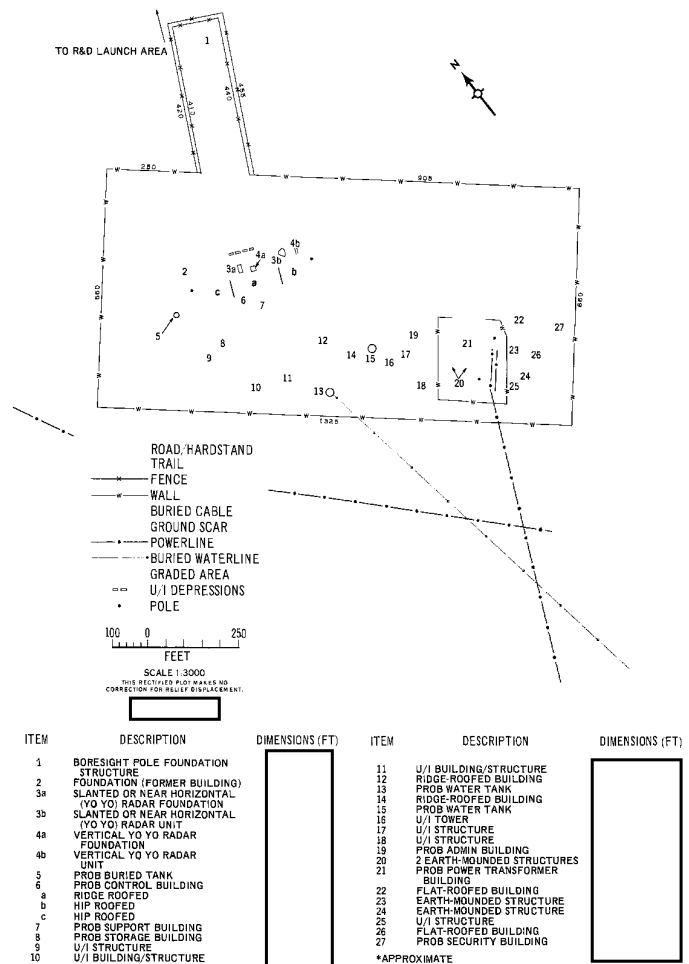 1
TO R&D LAUNCH AREA
N
420
410
440
455
250
905
4a
4b
3a
3b
2
a
b
c
6
7
560
660
5
8
9
10
11
12
13
14
15
16
17
18
19
20
21
22
23
24
25
26
27
1325
ROAD/HARDSTAND
TRAIL
FENCE
WALL
BURIED CABLE
GROUND SCAR
POWERLINE
BURIED WATERLINE
GRADED AREA
U/I DEPRESSIONS
POLE
100 0 250
FEET
SCALE 1:3000
THIS RECTIFIED PLOT MAKES NO
CORRECTION FOR RELIEF DISPLACEMENT.
ITEM DESCRIPTION DIMENSIONS (FT)
1 BORESIGHT POLE FOUNDATION
STRUCTURE
2 FOUNDATION (FORMER BUILDING)
3a SLANTED OR NEAR HORIZONTAL
(YO YO) RADAR FOUNDATION
3b SLANTED OR NEAR HORIZONTAL
(YO YO) RADAR UNIT
4a VERTICAL YO YO RADAR
FOUNDATION
4b VERTICAL YO YO RADAR
UNIT
5 PROB BURIED TANK
6 PROB CONTROL BUILDING
a RIDGE ROOFED
b HIP ROOFED
c HIP ROOFED
7 PROB SUPPORT BUILDING
8 PROB STORAGE BUILDING
9 U/I STRUCTURE
10 U/I BUILDING/STRUCTURE
ITEM DESCRIPTION DIMENSIONS (FT)
11 U/I BUILDING/STRUCTURE
12 RIDGE-ROOFED BUILDING
13 PROB WATER TANK
14 RIDGE-ROOFED BUILDING
15 PROB WATER TANK
16 U/I TOWER
17 U/I STRUCTURE
18 U/I STRUCTURE
19 PROB ADMIN BUILDING
20 2 EARTH-MOUNDED STRUCTURES
21 PROB POWER TRANSFORMER
BUILDING
22 FLAT-ROOFED BUILDING
23 EARTH-MOUNDED STRUCTURE
24 EARTH-MOUNDED STRUCTURE
25 U/I STRUCTURE
26 FLAT-ROOFED BUILDING
27 PROB SECURITY BUILDING
*APPROXIMATE